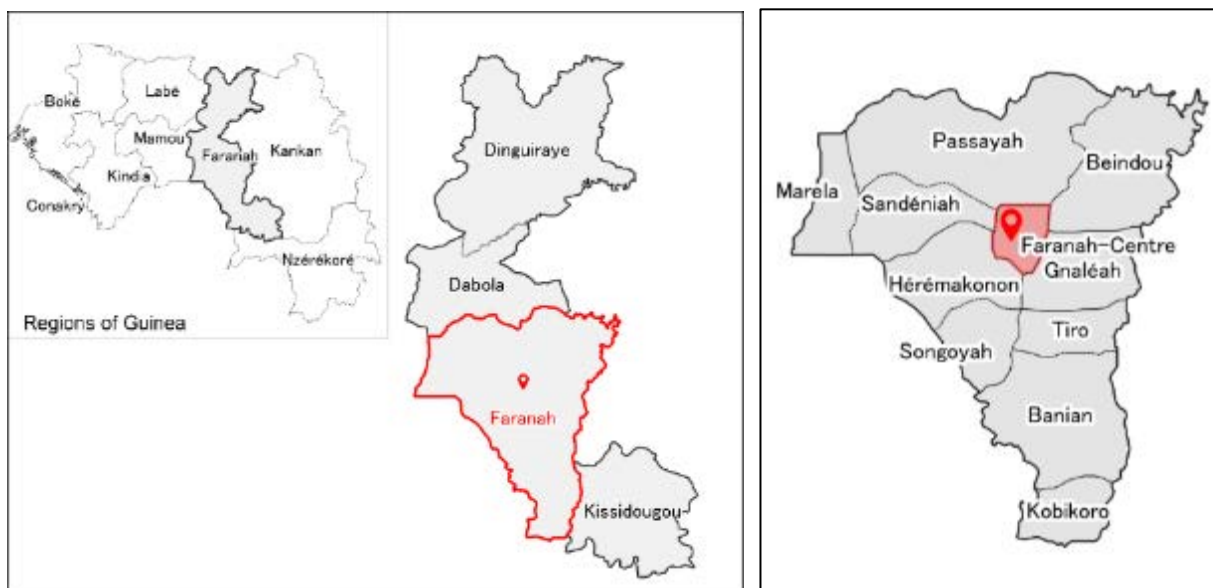 Labé
Boké
Mamou
Faranah
Kankan
Kindia
Conakry
Nzérékoré
Regions of Guinea
Dinguiraye
Dabola
Faranah
Kissidougou
Passayah
Beindou
Marela
Sandéniah
Faranah-Centre
Gnaléah
Hérémakonon
Tiro
Songoyah
Banian
Kobikoro